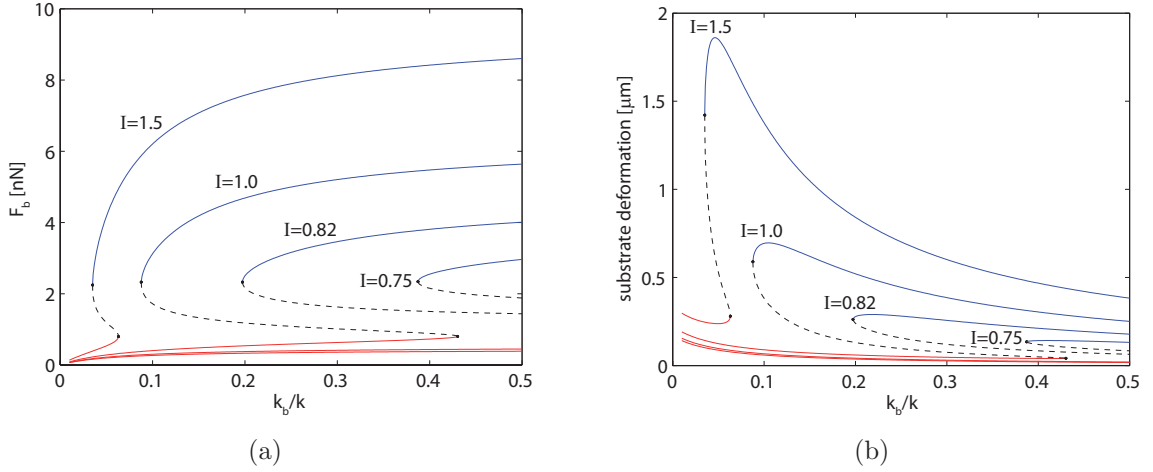 10
8
6
4
2
0
F_b [nN]
I=1.5
I=1.0
I=0.82
I=0.75
0
0.1
0.2
0.3
0.4
0.5
k_b/k
(a)
2
1.5
1
0.5
0
substrate deformation [μm]
I=1.5
I=1.0
I=0.82
I=0.75
0
0.1
0.2
0.3
0.4
0.5
k_b/k
(b)